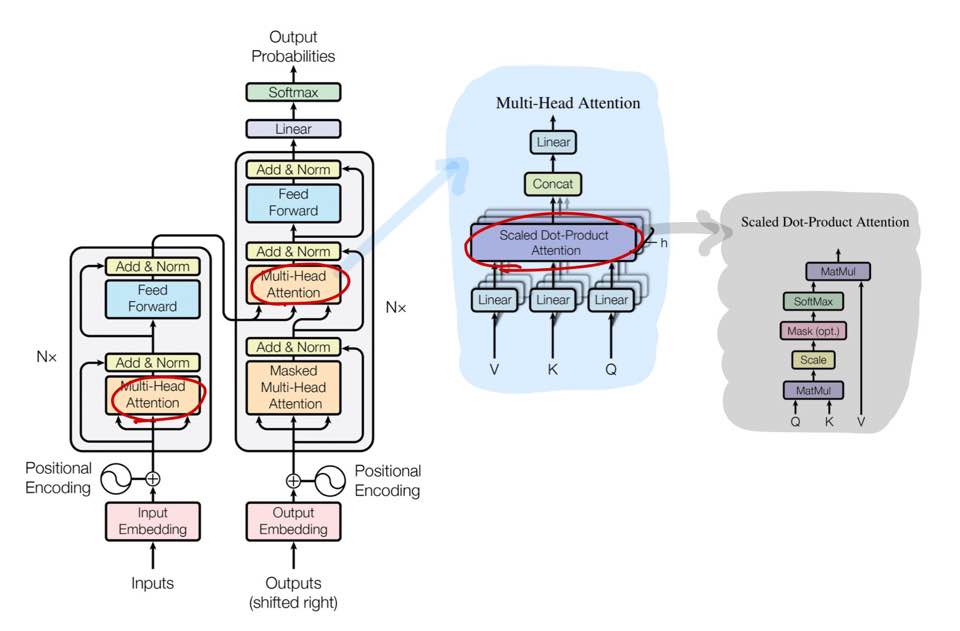 Output
Probabilities
Softmax
Linear
Add & Norm
Feed
Forward
Add & Norm
Multi-Head
Attention
Nx
Add & Norm
Masked
Multi-Head
Attention
Positional
Encoding
Output
Embedding
Outputs
(shifted right)
Add & Norm
Feed
Forward
N×
Add & Norm
Multi-Head
Attention
Positional
Encoding
Input
Embedding
Inputs
Multi-Head Attention
Linear
Concat
Scaled Dot-Product
Attention
h
Linear
Linear
Linear
V
K
Q
Scaled Dot-Product Attention
MatMul
SoftMax
Mask (opt.)
Scale
MatMul
Q
K
V